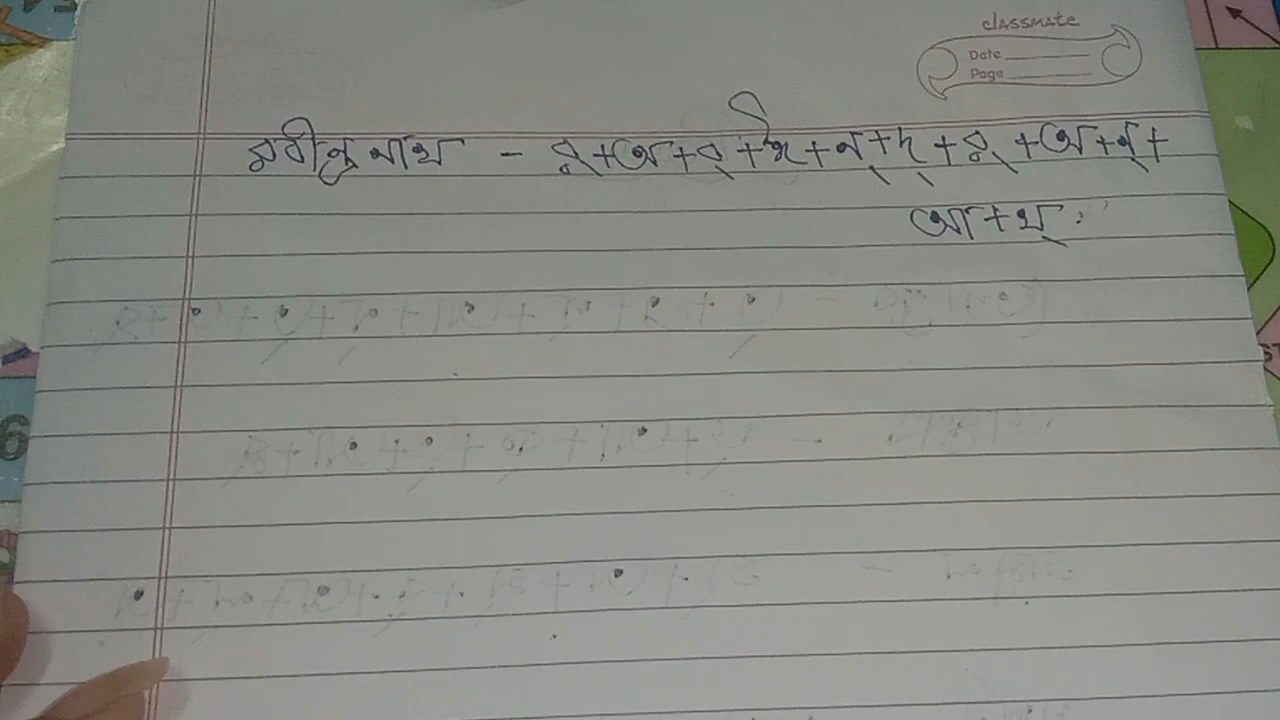 classmate
Date
Page
রবীন্দ্রনাথ - র্+অ+ব্+ঈ+ন্+দ্+র্+অ+ন্+
আ+থ্।